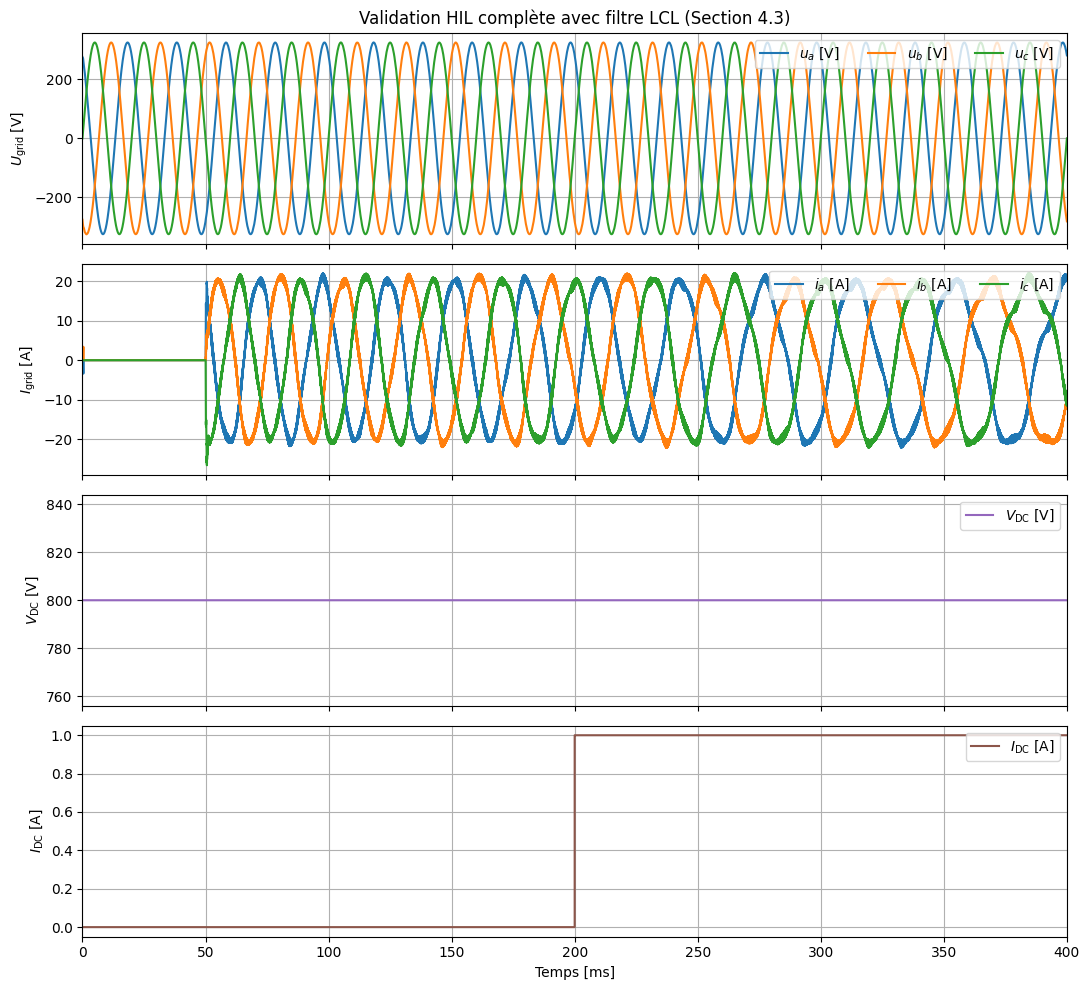 Validation HIL complète avec filtre LCL (Section 4.3)
U_grid [V]
200
0
−200
u_a [V] u_b [V] u_c [V]
I_grid [A]
20
10
0
−10
−20
i_a [A] i_b [A] i_c [A]
V_DC [V]
840
820
800
780
760
V_DC [V]
I_DC [A]
1.0
0.8
0.6
0.4
0.2
0.0
I_DC [A]
0 50 100 150 200 250 300 350 400
Temps [ms]